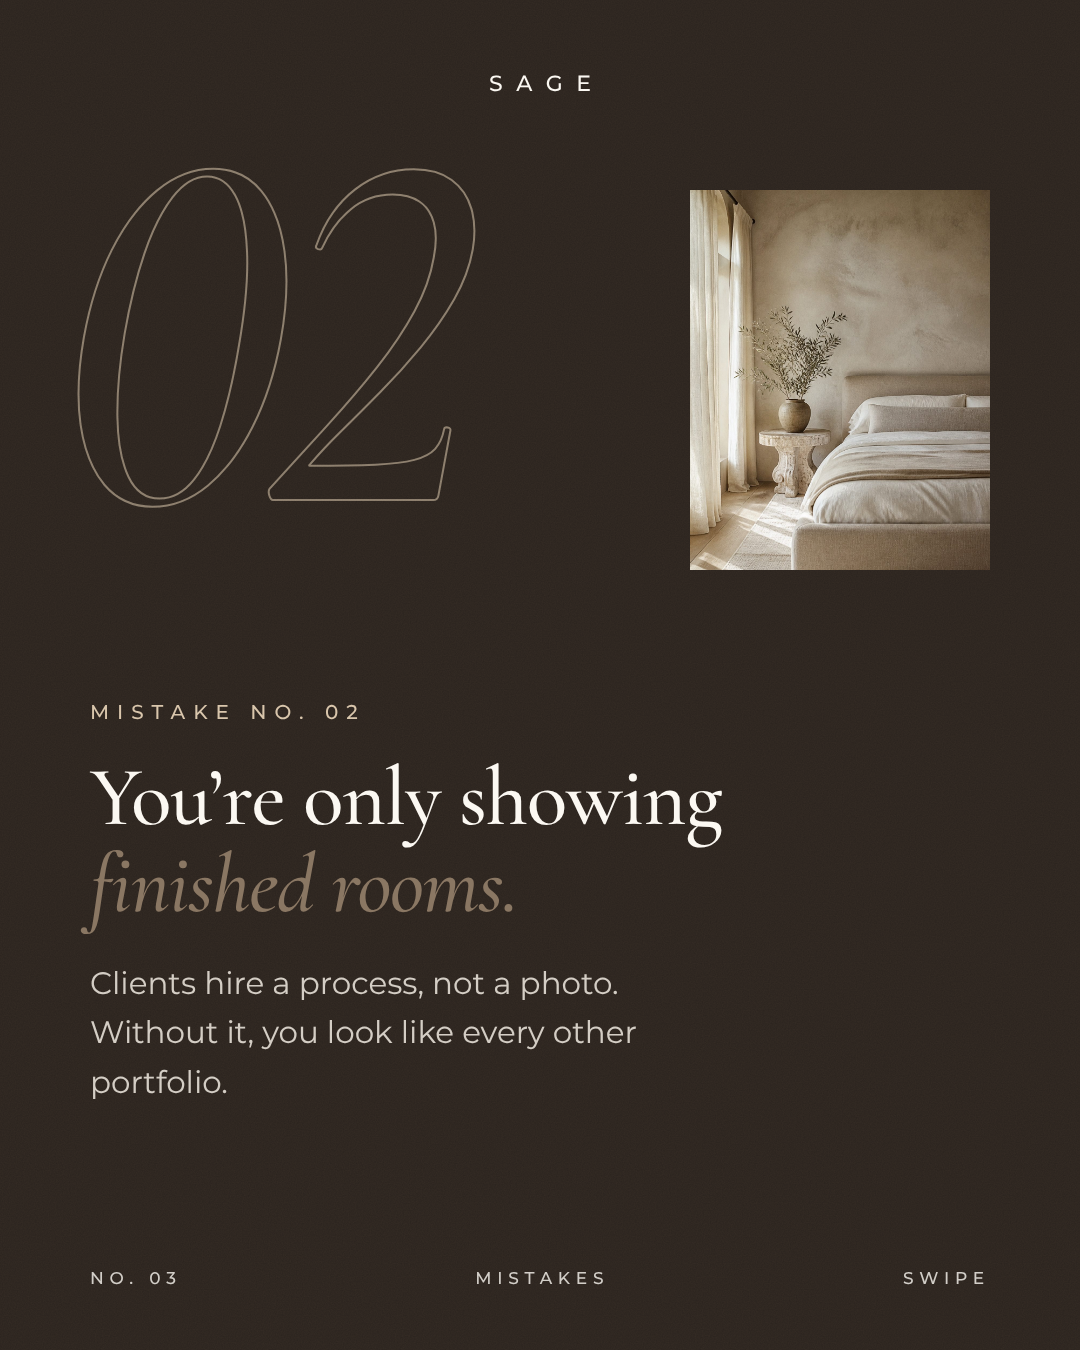 SAGE
02
MISTAKE NO. 02
You’re only showing
finished rooms.
Clients hire a process, not a photo.
Without it, you look like every other
portfolio.
NO. 03
MISTAKES
SWIPE